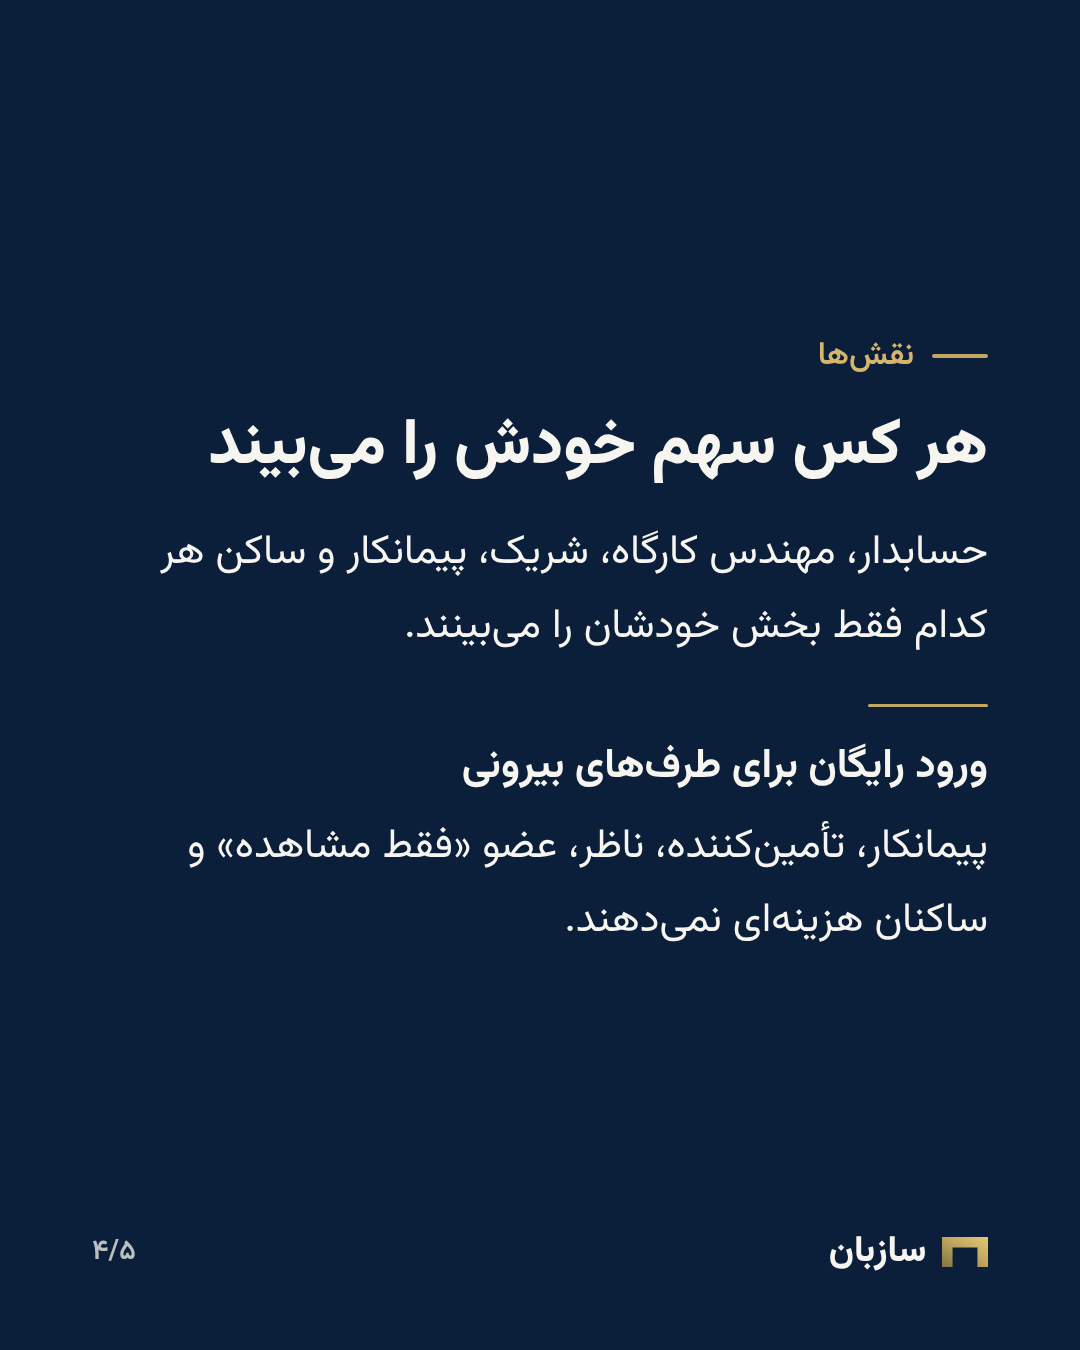 نقش‌ها
هر کس سهم خودش را می‌بیند
حسابدار، مهندس کارگاه، شریک، پیمانکار و ساکن هر
کدام فقط بخش خودشان را می‌بینند.
ورود رایگان برای طرف‌های بیرونی
پیمانکار، تأمین‌کننده، ناظر، عضو «فقط مشاهده» و
ساکنان هزینه‌ای نمی‌دهند.
سازبان
۴/۵